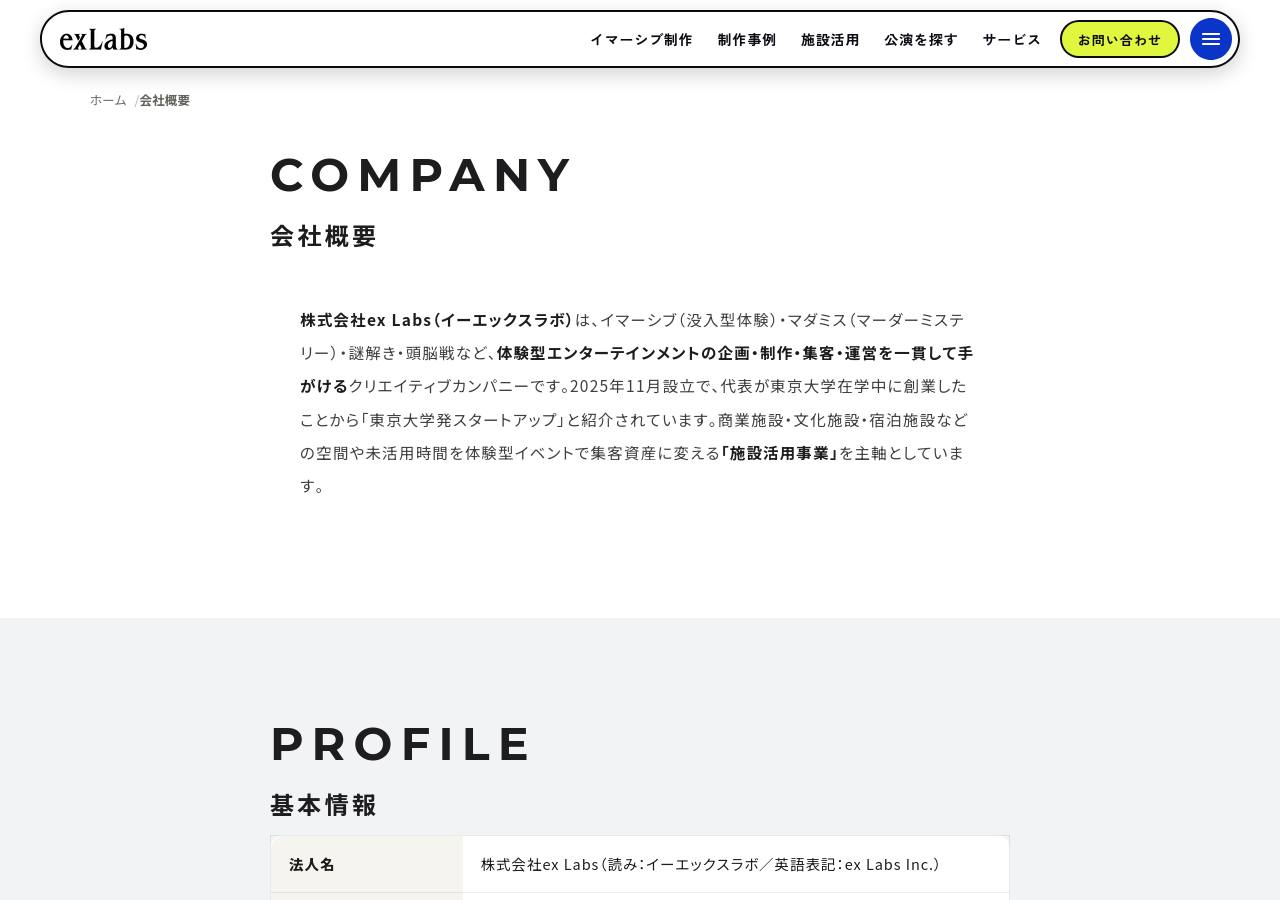 exLabs
イマーシブ制作 制作事例 施設活用 公演を探す サービス お問い合わせ
ホーム /会社概要
COMPANY
会社概要
株式会社ex Labs（イーエックスラボ）は、イマーシブ（没入型体験）・マダミス（マーダーミステ
リー）・謎解き・頭脳戦など、体験型エンターテインメントの企画・制作・集客・運営を一貫して手
がけるクリエイティブカンパニーです。2025年11月設立で、代表が東京大学在学中に創業した
ことから「東京大学発スタートアップ」と紹介されています。商業施設・文化施設・宿泊施設など
の空間や未活用時間を体験型イベントで集客資産に変える「施設活用事業」を主軸としていま
す。
PROFILE
基本情報
法人名 株式会社ex Labs（読み：イーエックスラボ／英語表記：ex Labs Inc.）